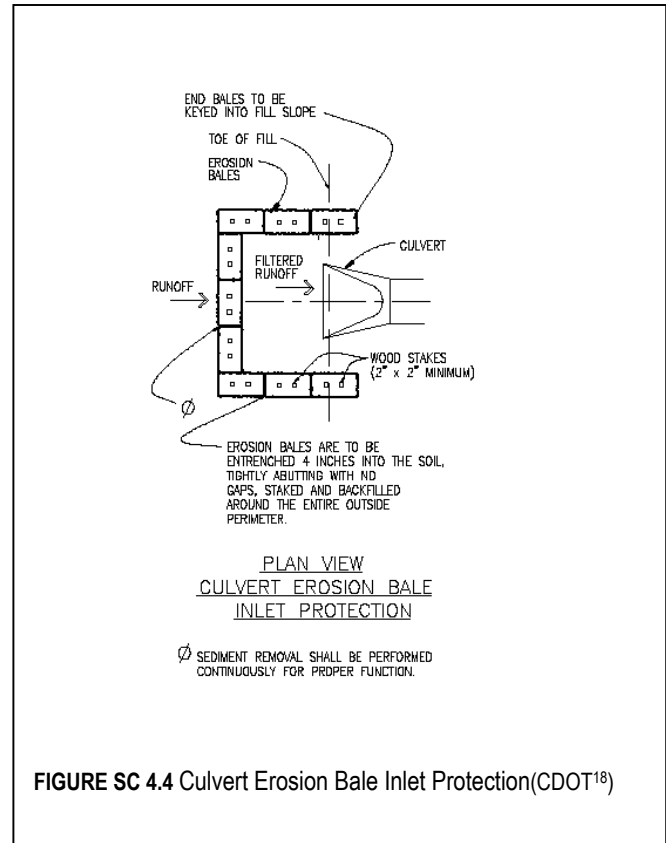 END BALES TO BE
KEYED INTO FILL SLOPE
TOE OF FILL
EROSION
BALES
CULVERT
FILTERED
RUNOFF
RUNOFF
WOOD STAKES
(2" x 2" MINIMUM)
Ø
EROSION BALES ARE TO BE
ENTRENCHED 4 INCHES INTO THE SOIL,
TIGHTLY ABUTTING WITH NO
GAPS, STAKED AND BACKFILLED
AROUND THE ENTIRE OUTSIDE
PERIMETER.
PLAN VIEW
CULVERT EROSION BALE
INLET PROTECTION
Ø SEDIMENT REMOVAL SHALL BE PERFORMED
CONTINUOUSLY FOR PROPER FUNCTION.
FIGURE SC 4.4 Culvert Erosion Bale Inlet Protection(CDOT18)